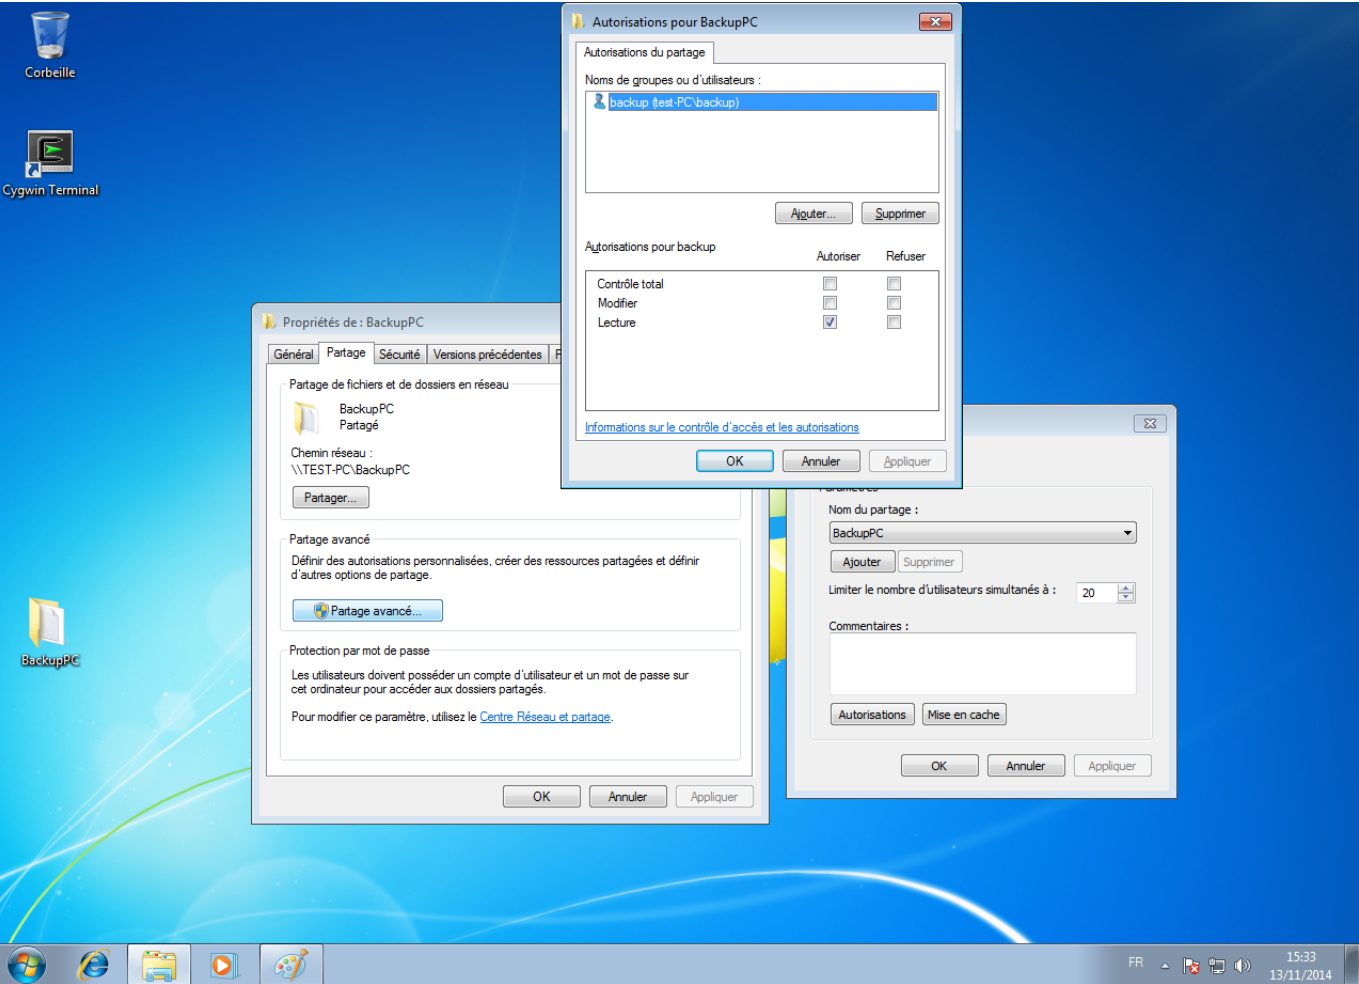 Corbeille
Cygwin Terminal
BackupPC
Autorisations pour BackupPC
Autorisations du partage
Noms de groupes ou d'utilisateurs :
backup (test-PC\backup)
Ajouter...
Supprimer
Autorisations pour backup
Autoriser
Refuser
Contrôle total
Modifier
Lecture
Informations sur le contrôle d'accès et les autorisations
OK
Annuler
Appliquer
Propriétés de : BackupPC
Général
Partage
Sécurité
Versions précédentes
Partage de fichiers et de dossiers en réseau
BackupPC
Partagé
Chemin réseau :
\\TEST-PC\BackupPC
Partager...
Partage avancé
Définir des autorisations personnalisées, créer des ressources partagées et définir
d'autres options de partage.
Partage avancé...
Protection par mot de passe
Les utilisateurs doivent posséder un compte d'utilisateur et un mot de passe sur
cet ordinateur pour accéder aux dossiers partagés.
Pour modifier ce paramètre, utilisez le Centre Réseau et partage.
OK
Annuler
Appliquer
Paramètres
Nom du partage :
BackupPC
Ajouter
Supprimer
Limiter le nombre d'utilisateurs simultanés à :
20
Commentaires :
Autorisations
Mise en cache
OK
Annuler
Appliquer
FR
15:33
13/11/2014